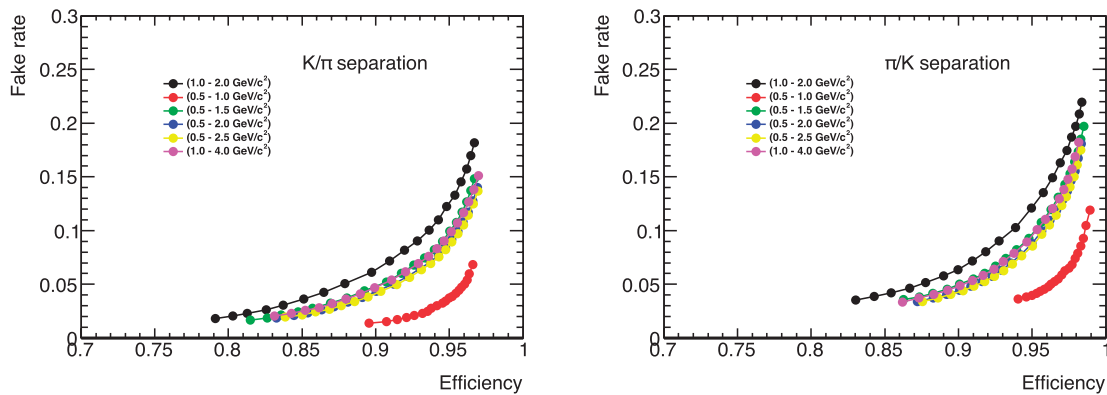 Fake rate
0.3
0.25
0.2
0.15
0.1
0.05
0
K/π separation
(1.0 - 2.0 GeV/c²)
(0.5 - 1.0 GeV/c²)
(0.5 - 1.5 GeV/c²)
(0.5 - 2.0 GeV/c²)
(0.5 - 2.5 GeV/c²)
(1.0 - 4.0 GeV/c²)
0.7 0.75 0.8 0.85 0.9 0.95 1
Efficiency
Fake rate
0.3
0.25
0.2
0.15
0.1
0.05
0
π/K separation
(1.0 - 2.0 GeV/c²)
(0.5 - 1.0 GeV/c²)
(0.5 - 1.5 GeV/c²)
(0.5 - 2.0 GeV/c²)
(0.5 - 2.5 GeV/c²)
(1.0 - 4.0 GeV/c²)
0.7 0.75 0.8 0.85 0.9 0.95 1
Efficiency